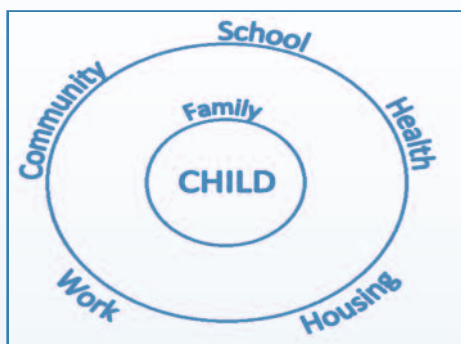 School
Community
Health
Family
CHILD
Work
Housing